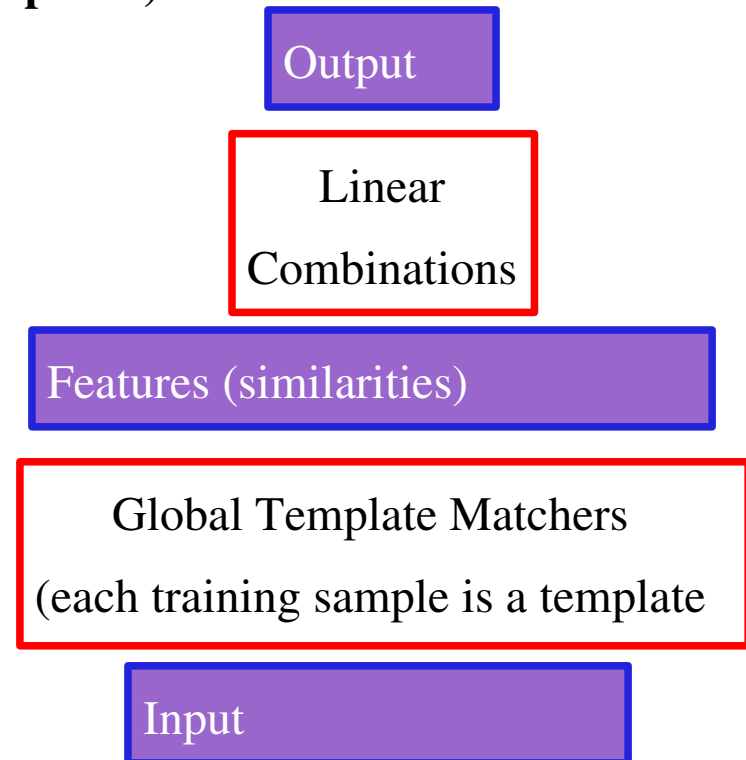 Output
Linear
Combinations
Features (similarities)
Global Template Matchers
(each training sample is a template
Input